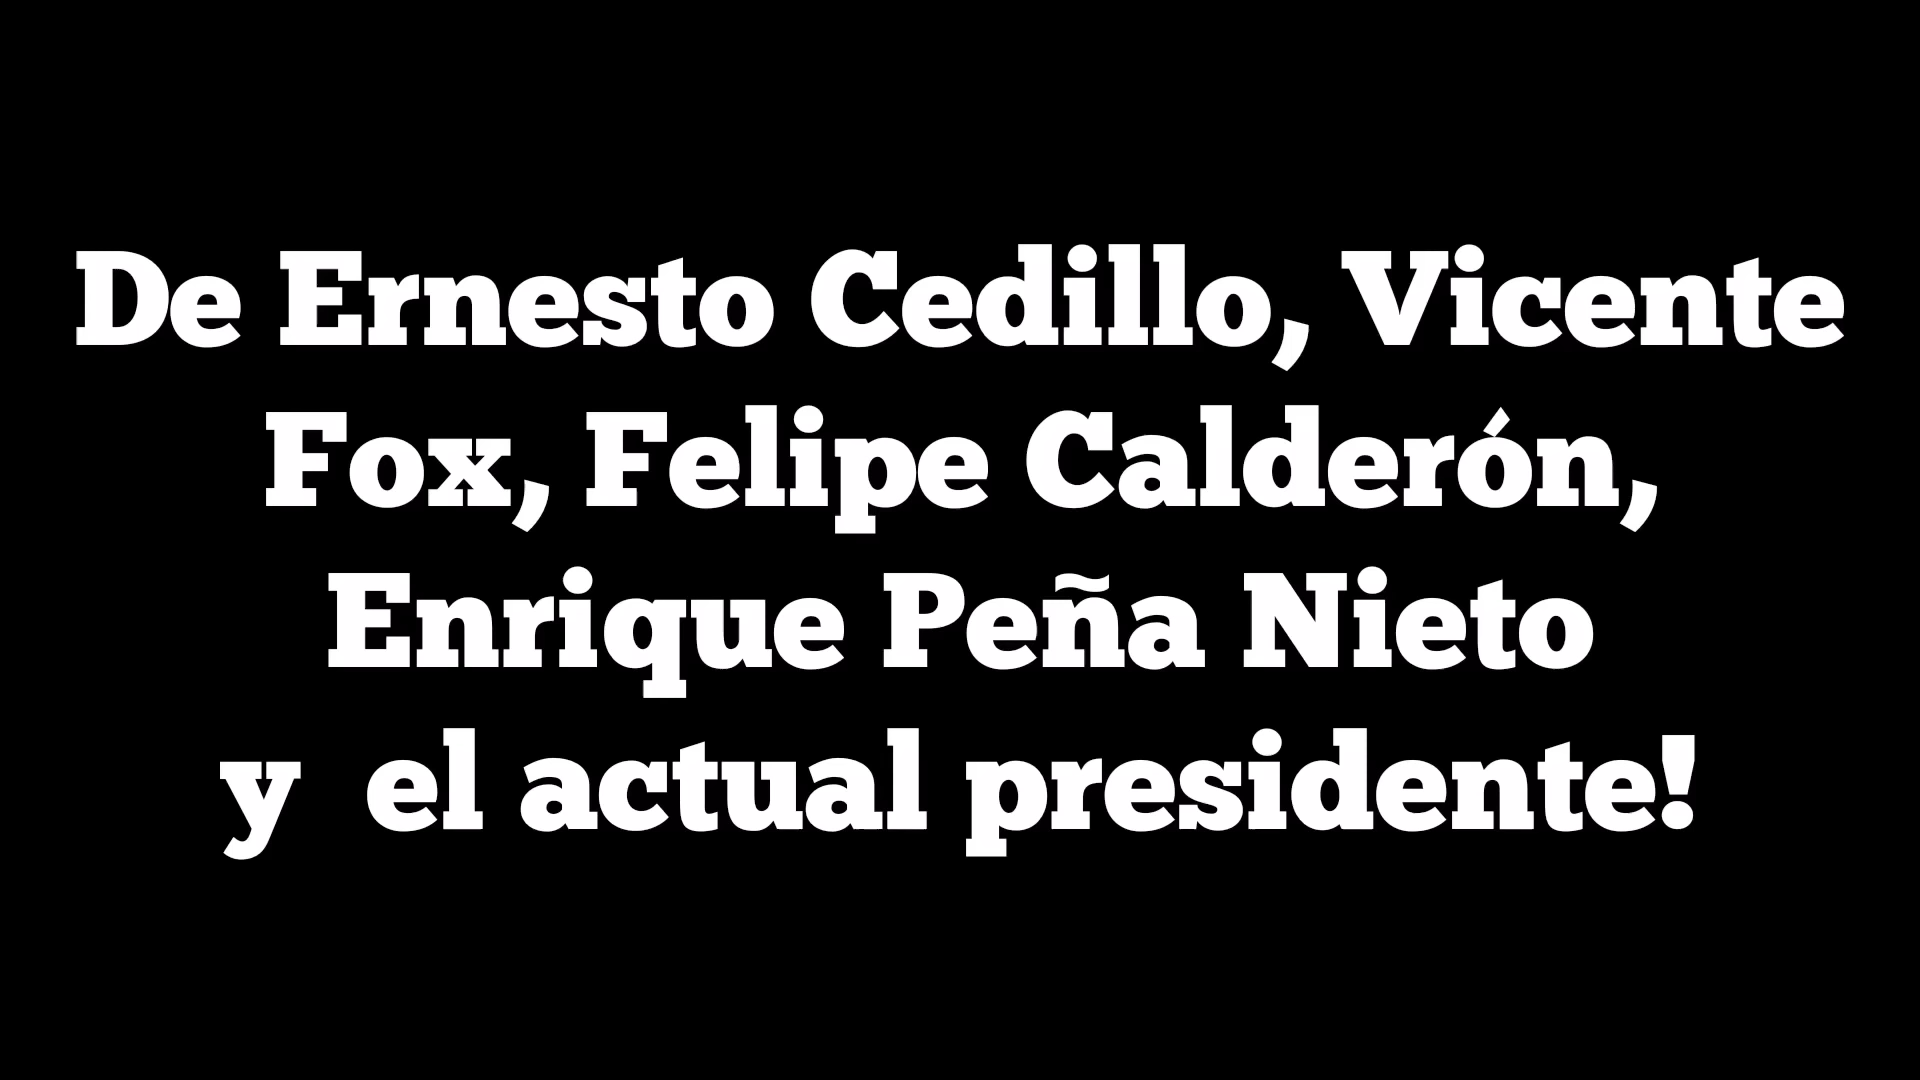 De Ernesto Cedillo, Vicente
Fox, Felipe Calderón,
Enrique Peña Nieto
y  el actual presidente!